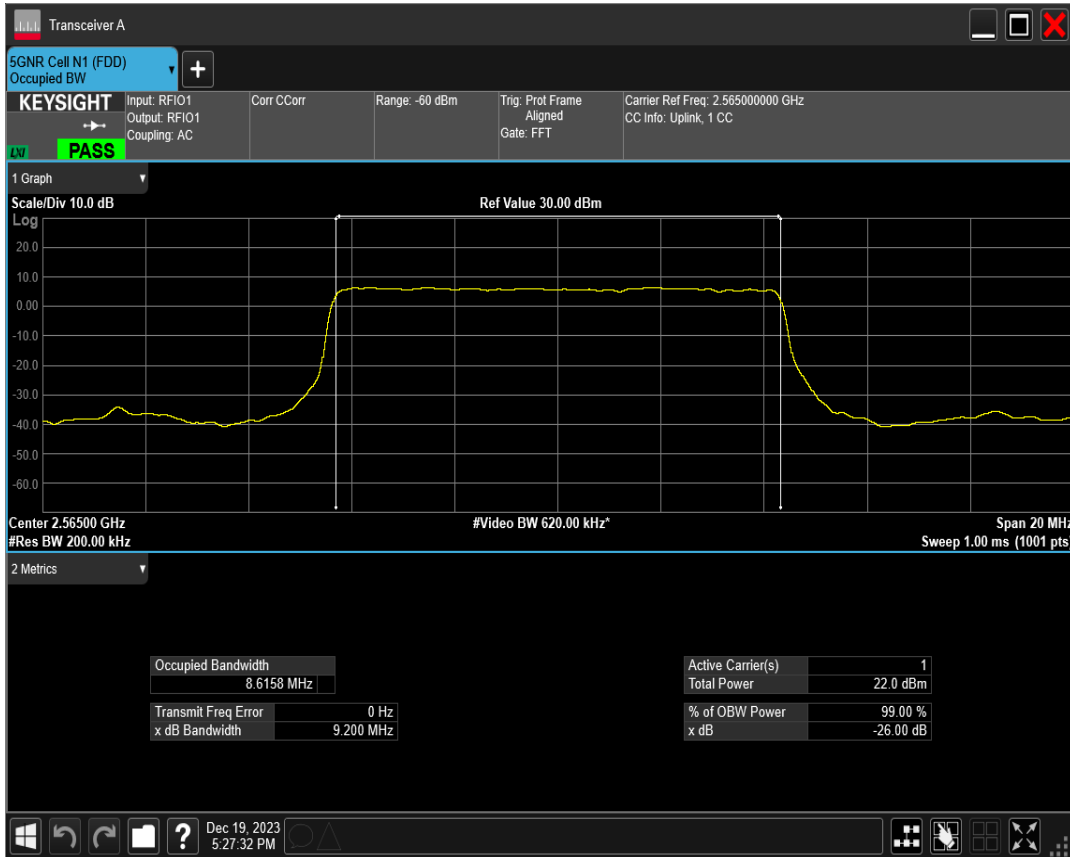 Transceiver A
5GNR Cell N1 (FDD)
Occupied BW
+
KEYSIGHT
LXI
PASS
Input: RFIO1
Output: RFIO1
Coupling: AC
Corr CCorr
Range: -60 dBm
Trig: Prot Frame
Aligned
Gate: FFT
Carrier Ref Freq: 2.565000000 GHz
CC Info: Uplink, 1 CC
1 Graph
Scale/Div 10.0 dB
Ref Value 30.00 dBm
Log
20.0
10.0
0.00
-10.0
-20.0
-30.0
-40.0
-50.0
-60.0
Center 2.56500 GHz
#Video BW 620.00 kHz*
Span 20 MHz
#Res BW 200.00 kHz
Sweep 1.00 ms (1001 pts)
2 Metrics
Occupied Bandwidth
8.6158 MHz
Transmit Freq Error 0 Hz
x dB Bandwidth 9.200 MHz
Active Carrier(s) 1
Total Power 22.0 dBm
% of OBW Power 99.00 %
x dB -26.00 dB
?
Dec 19, 2023
5:27:32 PM